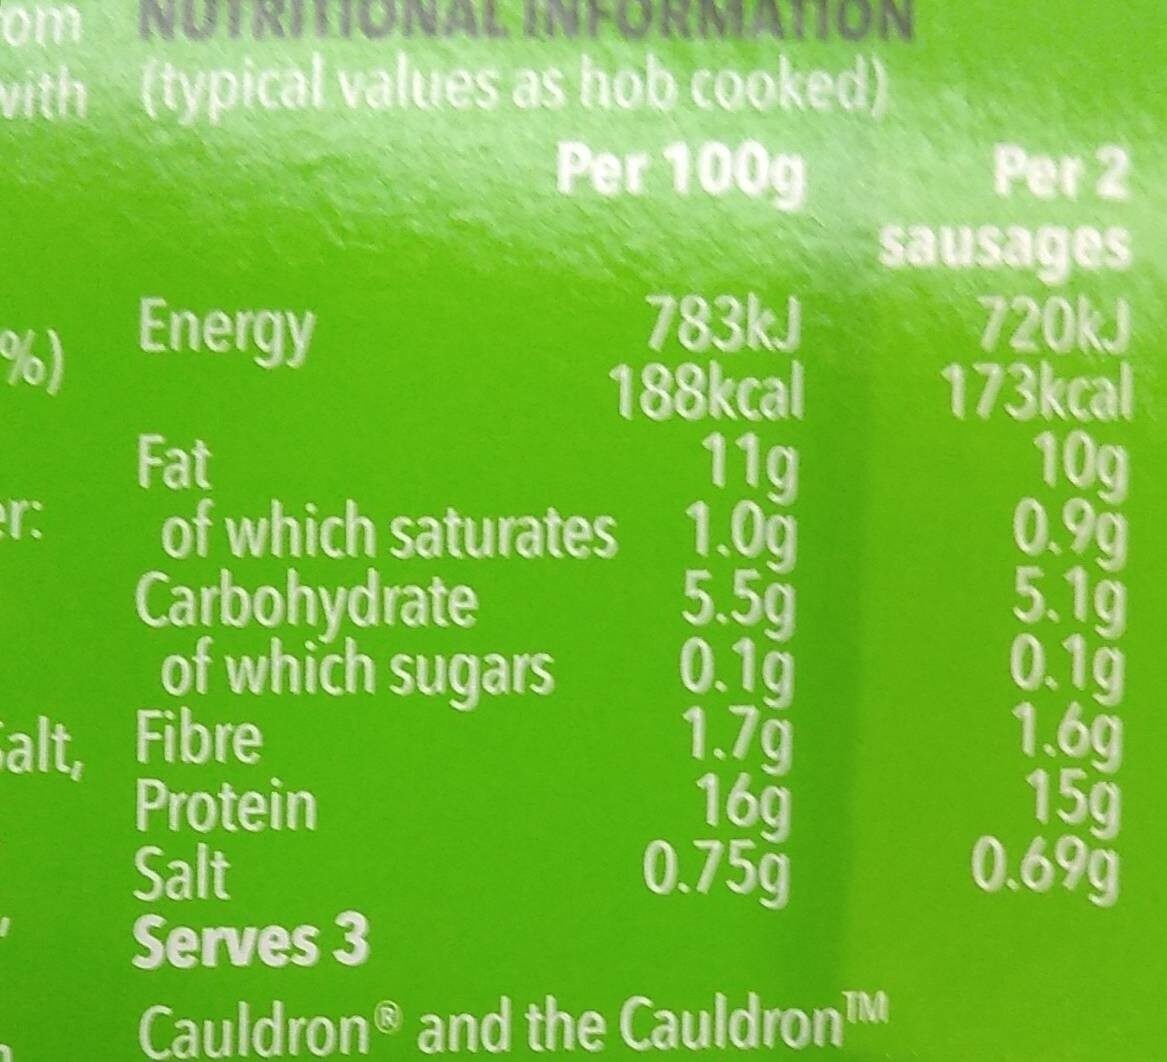 om NUTRITIONAL INFORMATION
with (typical values as hob cooked)
Per 100g Per 2
sausages
Energy 783kJ 720kJ
%)
188kcal 173kcal
Fat 11g 10g
er: of which saturates 1.0g 0.9g
Carbohydrate 5.5g 5.1g
of which sugars 0.1g 0.1g
Salt, Fibre 1.7g 1.6g
Protein 16g 15g
Salt 0.75g 0.69g
Serves 3
Cauldron® and the Cauldron™